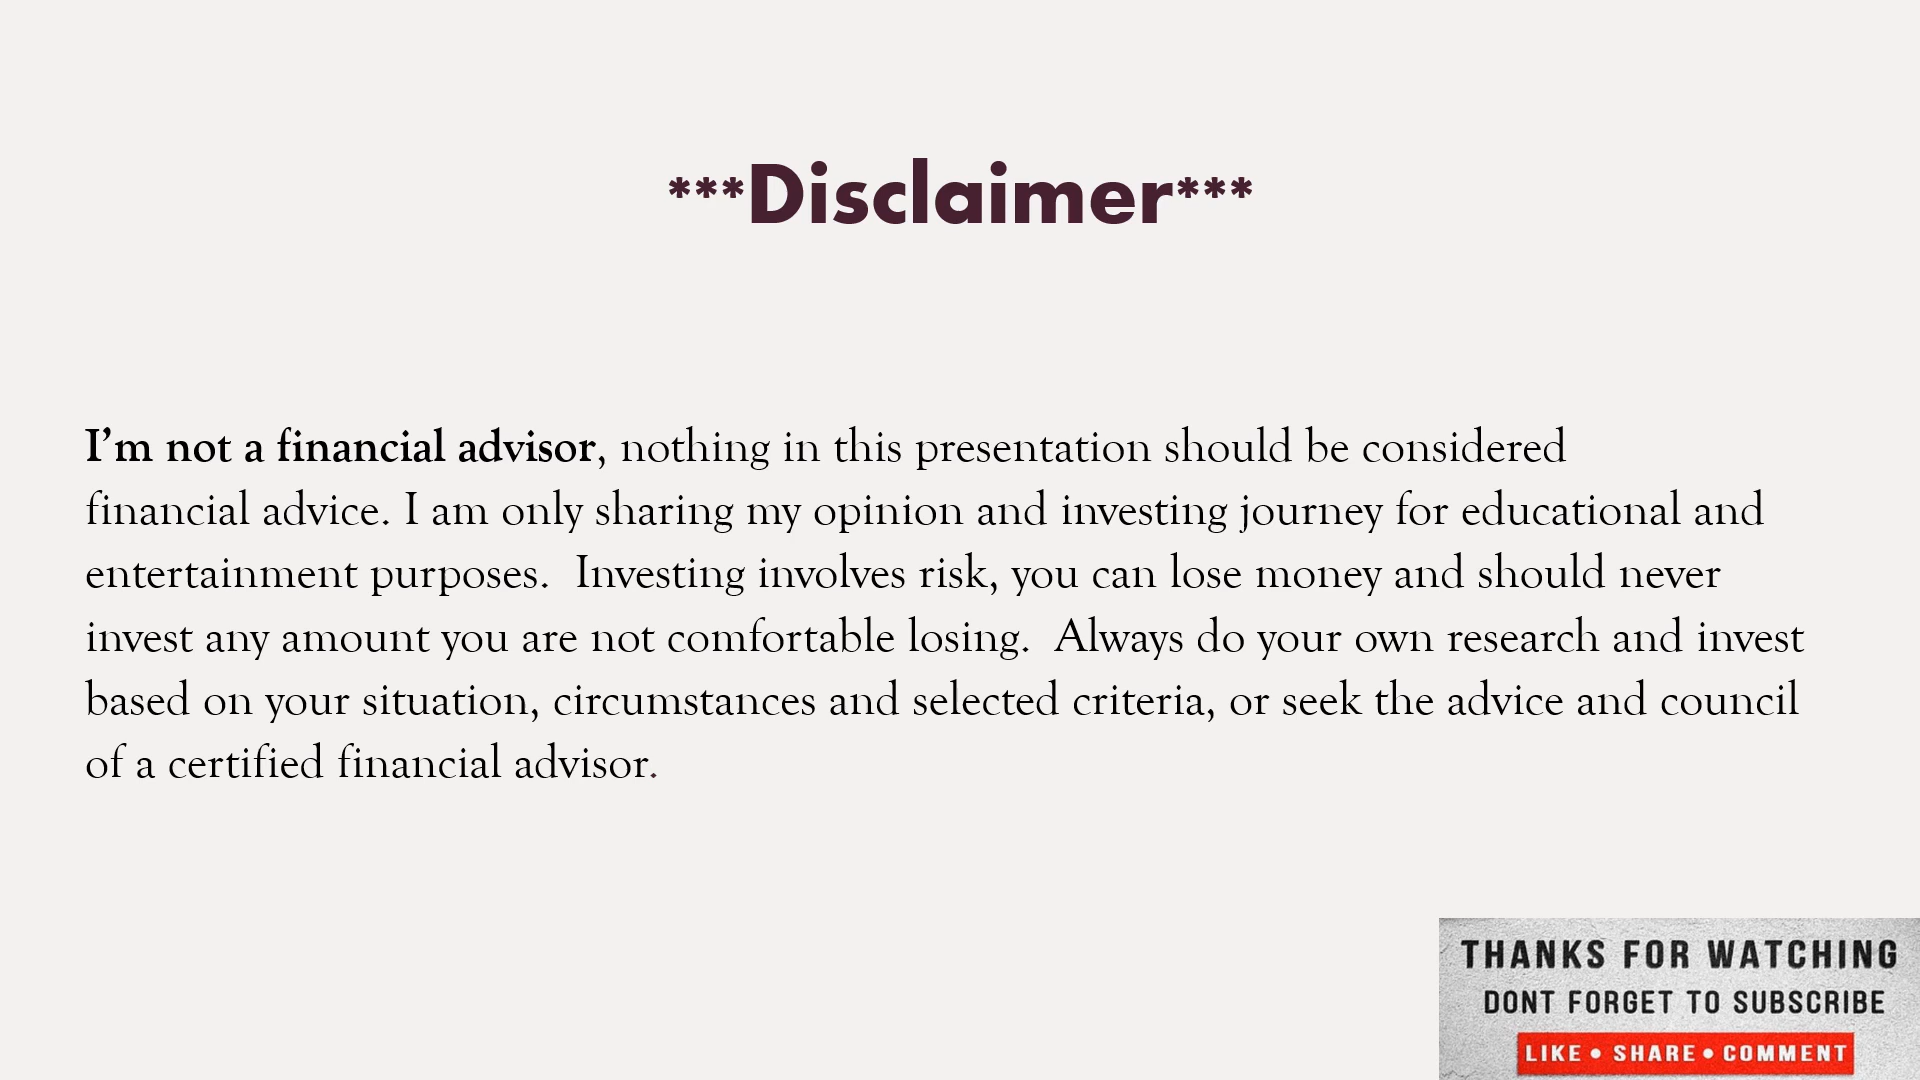 ***Disclaimer***
I’m not a financial advisor, nothing in this presentation should be considered
financial advice. I am only sharing my opinion and investing journey for educational and
entertainment purposes.  Investing involves risk, you can lose money and should never
invest any amount you are not comfortable losing.  Always do your own research and invest
based on your situation, circumstances and selected criteria, or seek the advice and council
of a certified financial advisor.
THANKS FOR WATCHING
DONT FORGET TO SUBSCRIBE
LIKE • SHARE • COMMENT